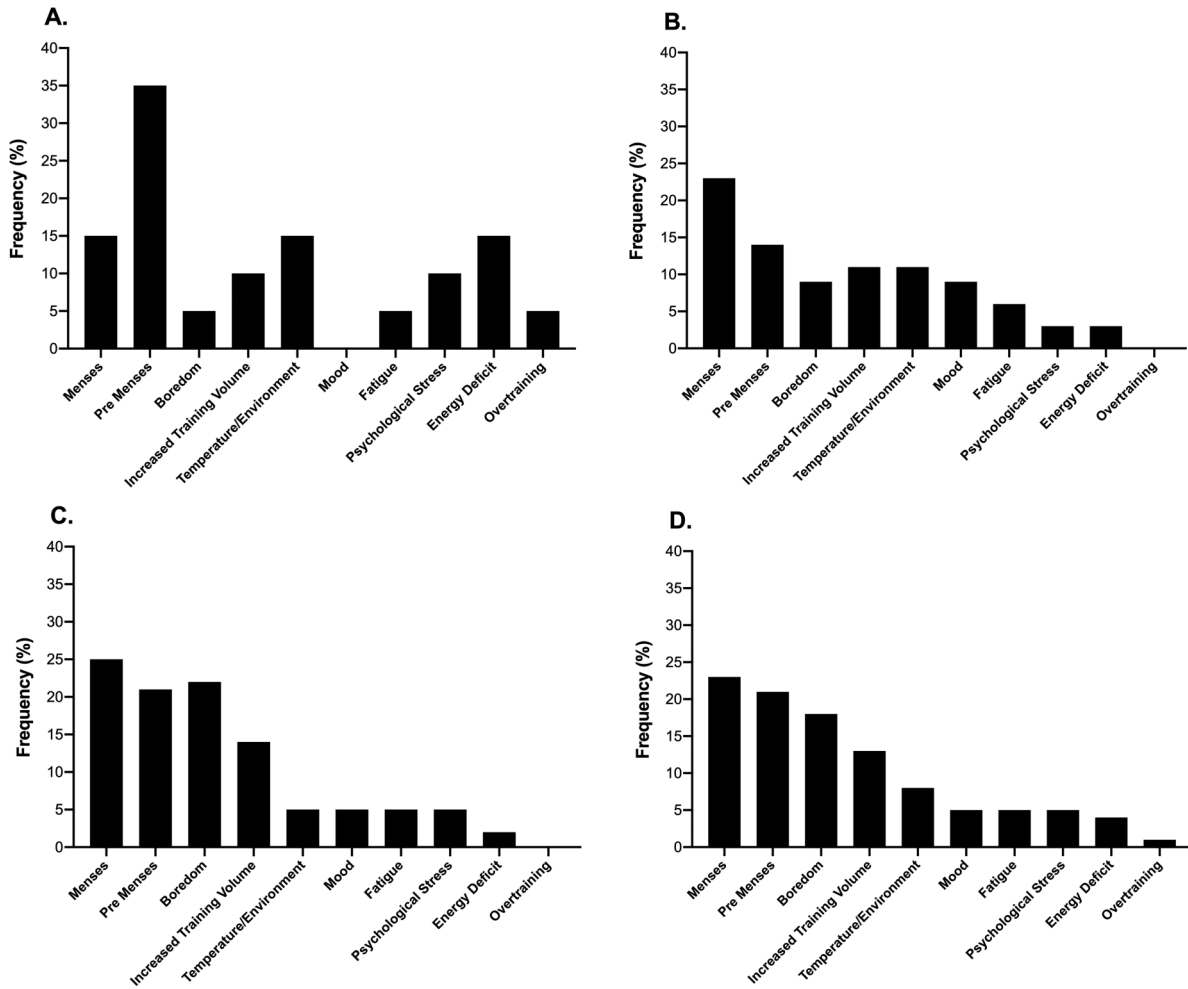 A.
Frequency (%)
40
35
30
25
20
15
10
5
0
Menses
Pre Menses
Boredom
Increased Training Volume
Temperature/Environment
Mood
Fatigue
Psychological Stress
Energy Deficit
Overtraining
B.
Frequency (%)
40
35
30
25
20
15
10
5
0
Menses
Pre Menses
Boredom
Increased Training Volume
Temperature/Environment
Mood
Fatigue
Psychological Stress
Energy Deficit
Overtraining
C.
Frequency (%)
40
35
30
25
20
15
10
5
0
Menses
Pre Menses
Boredom
Increased Training Volume
Temperature/Environment
Mood
Fatigue
Psychological Stress
Energy Deficit
Overtraining
D.
Frequency (%)
40
35
30
25
20
15
10
5
0
Menses
Pre Menses
Boredom
Increased Training Volume
Temperature/Environment
Mood
Fatigue
Psychological Stress
Energy Deficit
Overtraining